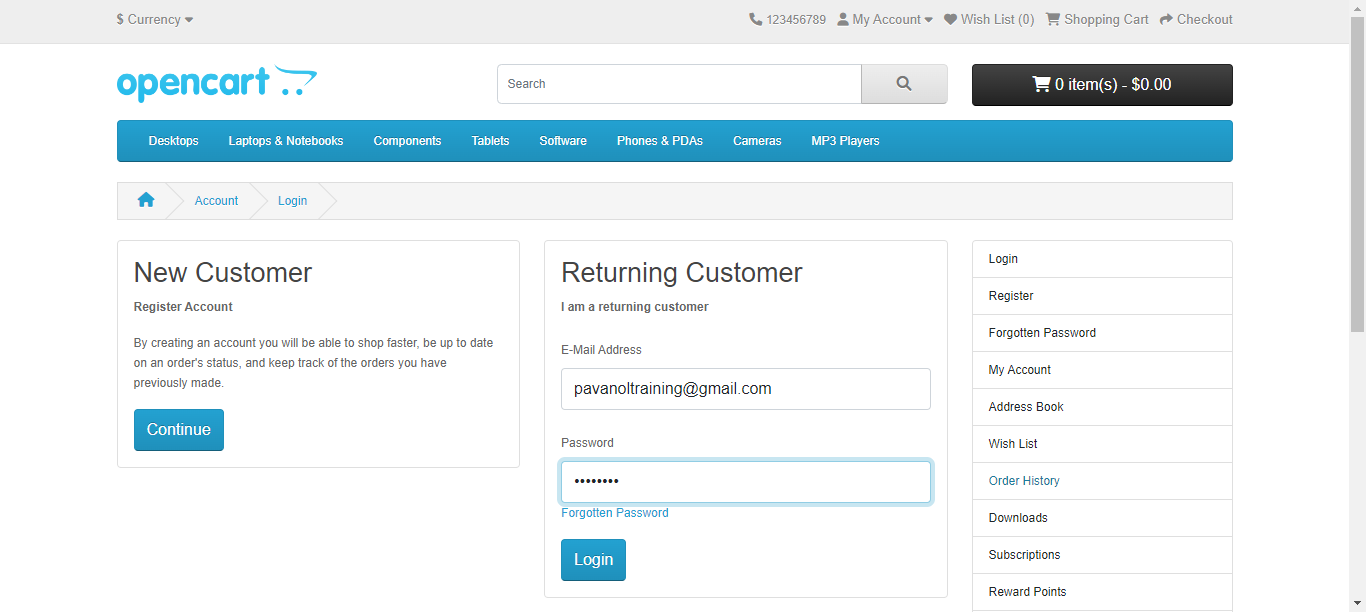 $ Currency
123456789 My Account Wish List (0) Shopping Cart Checkout
opencart
Search
0 item(s) - $0.00
Desktops Laptops & Notebooks Components Tablets Software Phones & PDAs Cameras MP3 Players
Account Login
New Customer
Register Account
By creating an account you will be able to shop faster, be up to date
on an order's status, and keep track of the orders you have
previously made.
Continue
Returning Customer
I am a returning customer
E-Mail Address
pavanoltraining@gmail.com
Password
••••••••
Forgotten Password
Login
Login
Register
Forgotten Password
My Account
Address Book
Wish List
Order History
Downloads
Subscriptions
Reward Points